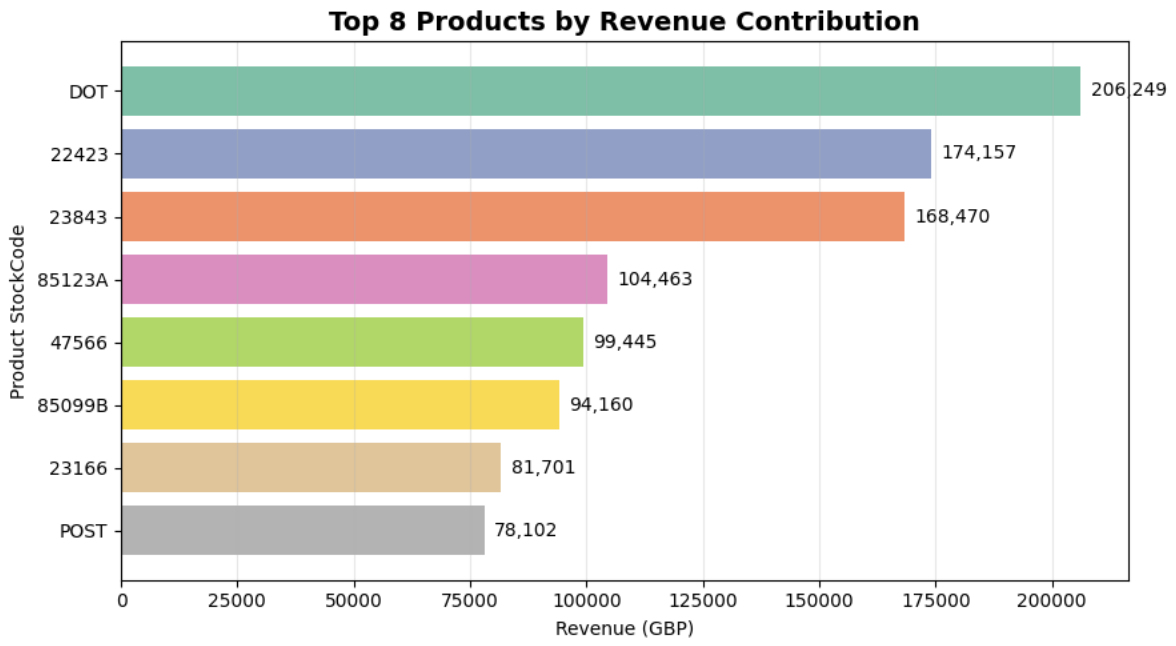 Top 8 Products by Revenue Contribution
Product StockCode
DOT 206,249
22423 174,157
23843 168,470
85123A 104,463
47566 99,445
85099B 94,160
23166 81,701
POST 78,102
0 25000 50000 75000 100000 125000 150000 175000 200000
Revenue (GBP)